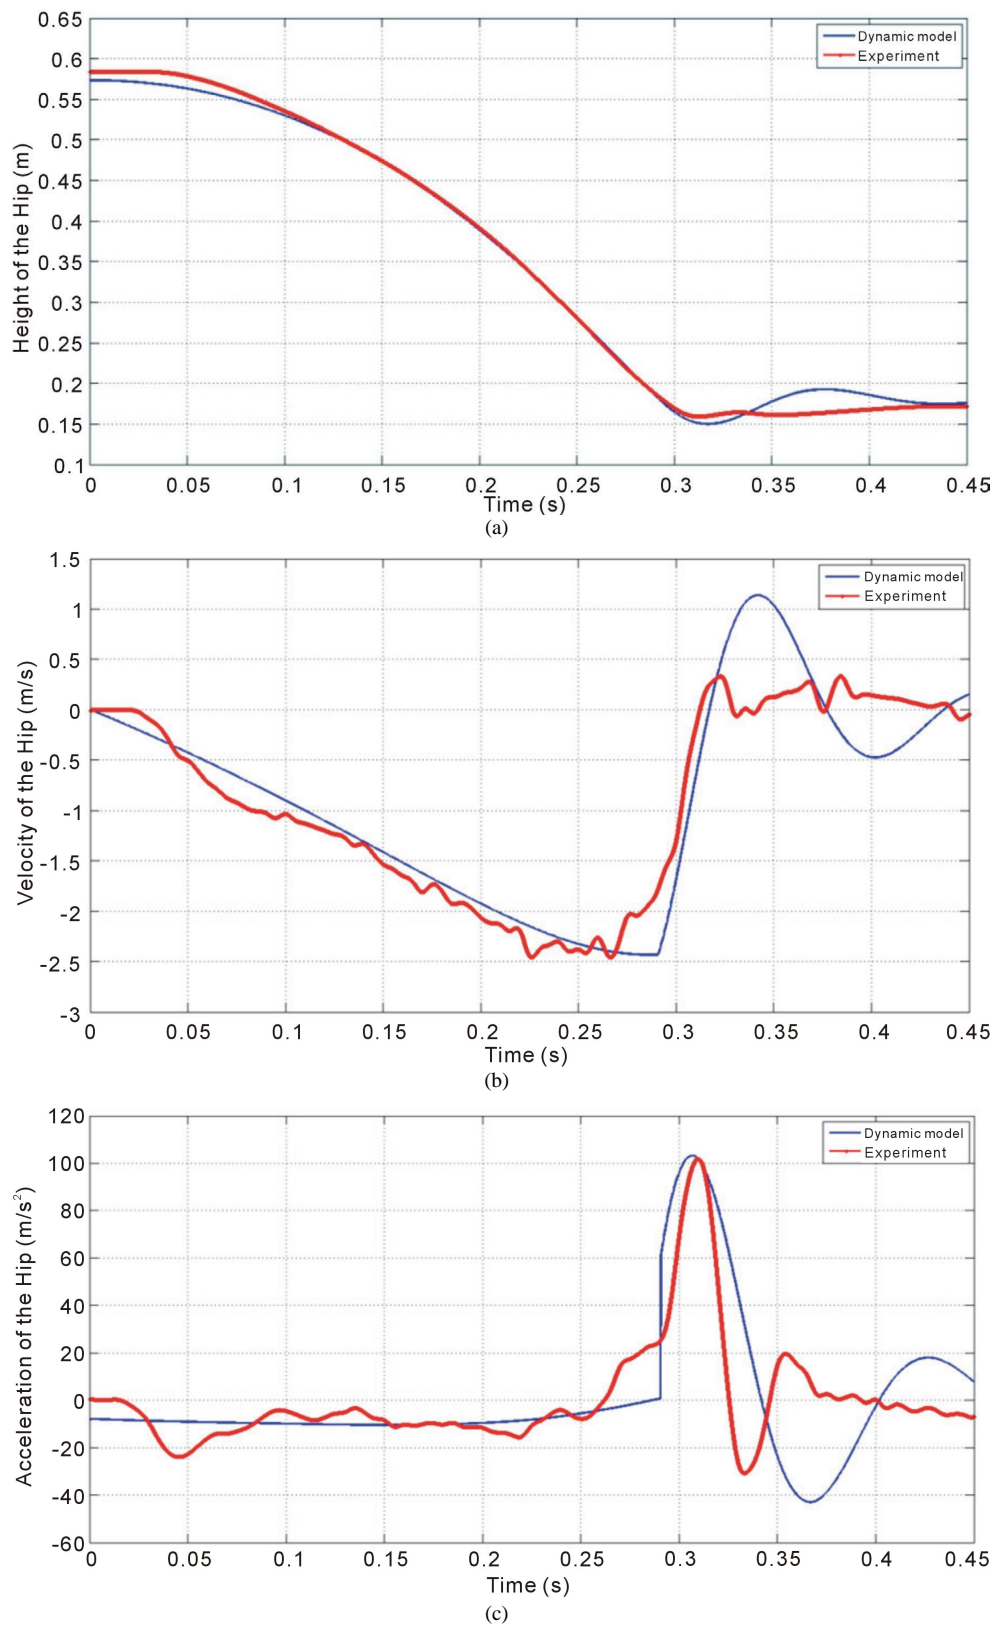 0.65
0.6
0.55
0.5
0.45
0.4
0.35
0.3
0.25
0.2
0.15
0.1
Height of the Hip (m)
Dynamic model
Experiment
0 0.05 0.1 0.15 0.2 0.25 0.3 0.35 0.4 0.45
Time (s)
(a)
1.5
1
0.5
0
-0.5
-1
-1.5
-2
-2.5
-3
Velocity of the Hip (m/s)
Dynamic model
Experiment
0 0.05 0.1 0.15 0.2 0.25 0.3 0.35 0.4 0.45
Time (s)
(b)
120
100
80
60
40
20
0
-20
-40
-60
Acceleration of the Hip (m/s²)
Dynamic model
Experiment
0 0.05 0.1 0.15 0.2 0.25 0.3 0.35 0.4 0.45
Time (s)
(c)